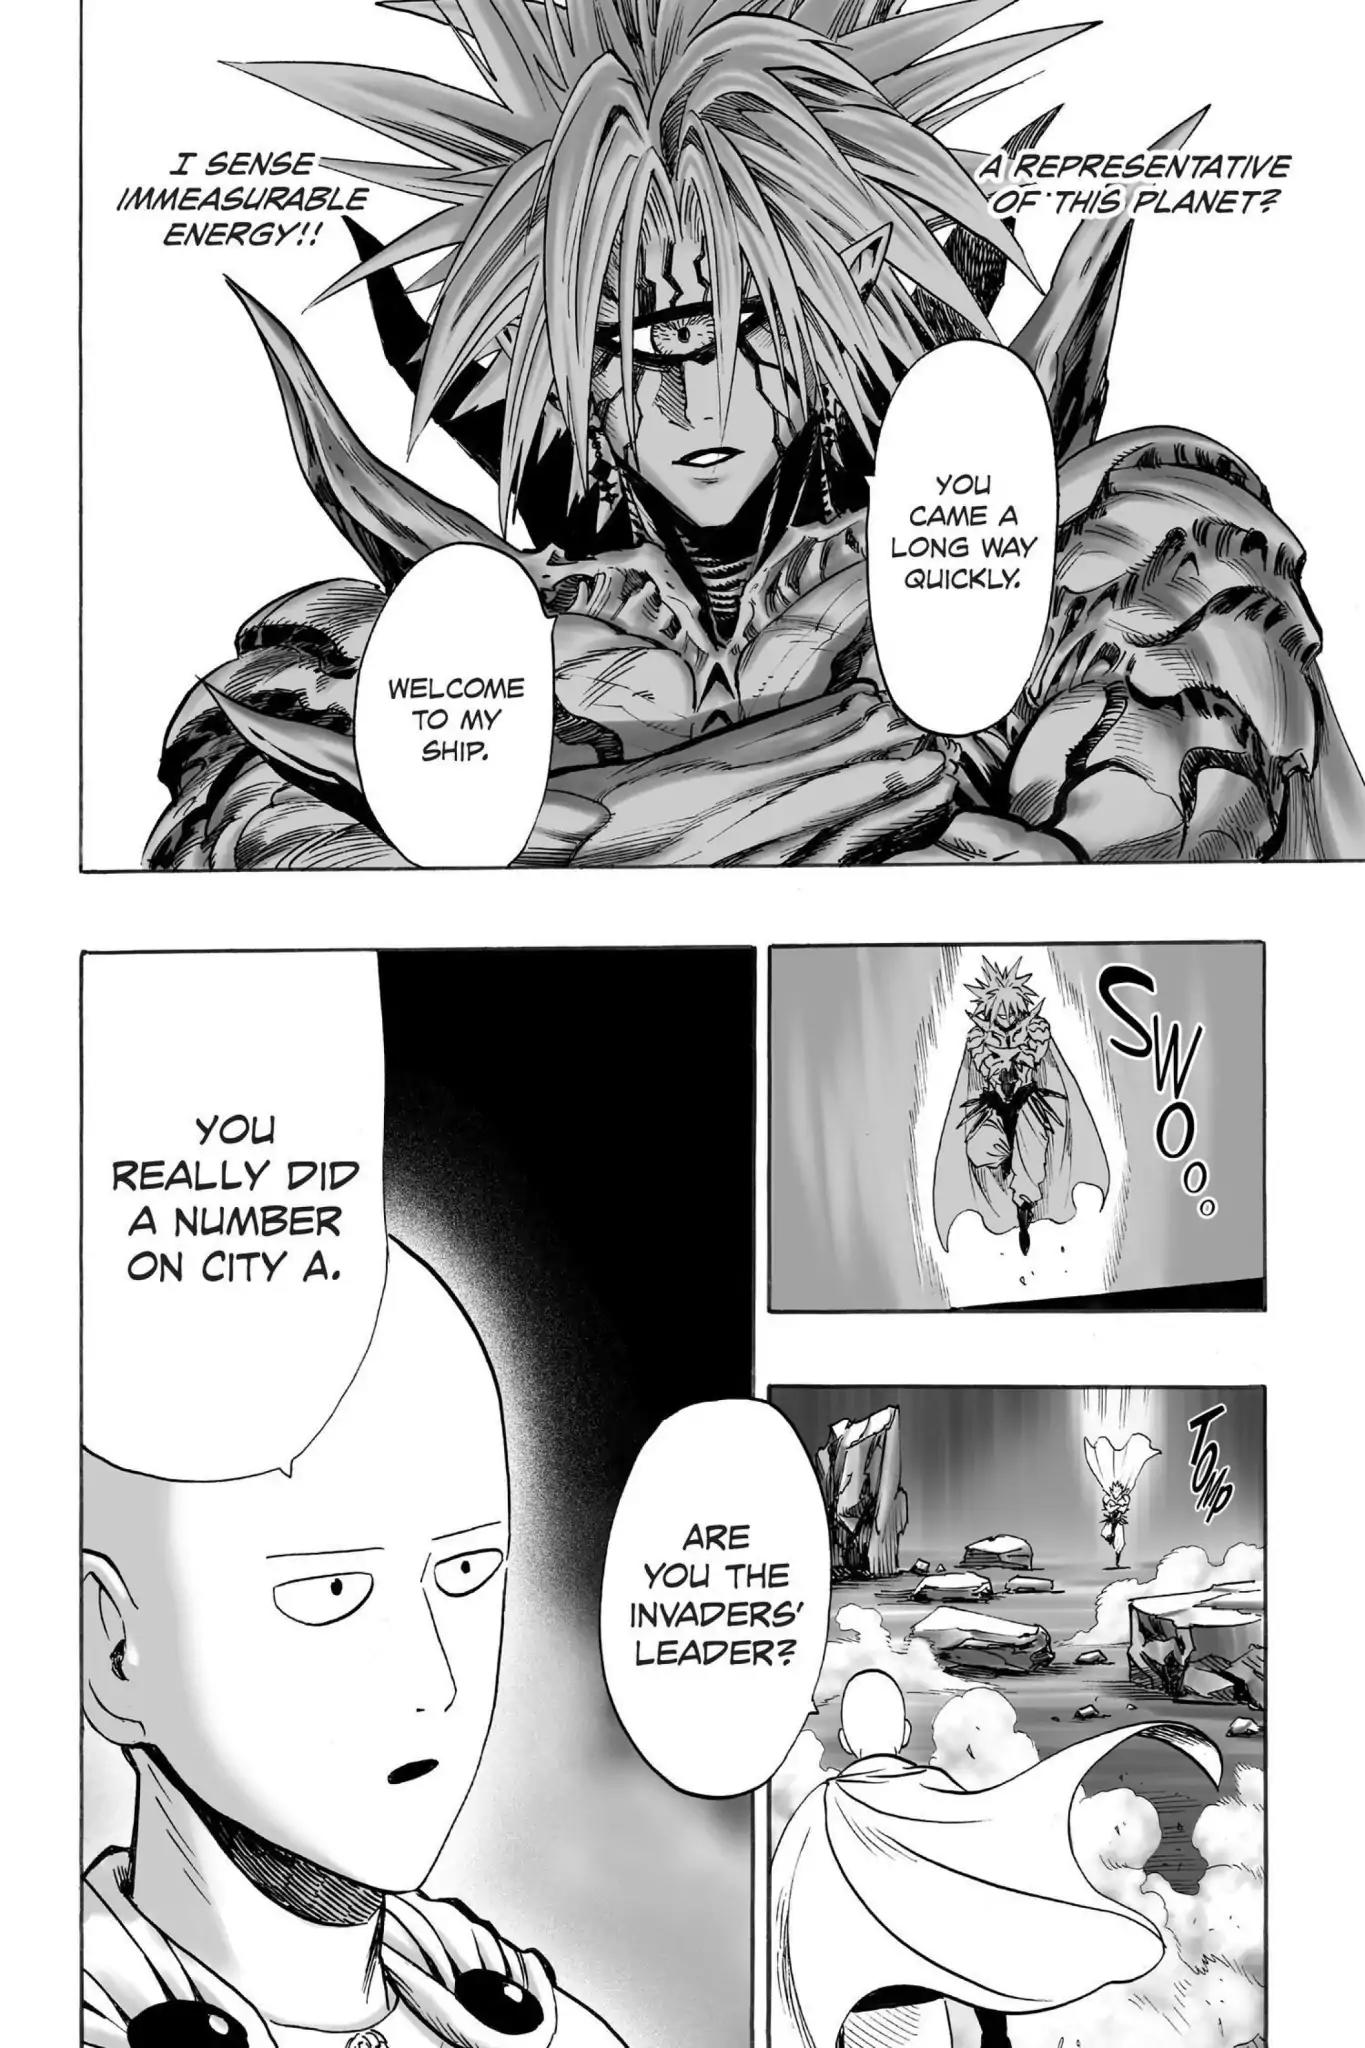 A REPRESENTATIVE
OF THIS PLANET?
I SENSE
IMMEASURABLE
ENERGY!!
YOU
CAME A
LONG WAY
QUICKLY.
WELCOME
TO MY
SHIP.
SWOOO
TOMP
ARE
YOU THE
INVADERS'
LEADER?
YOU
REALLY DID
A NUMBER
ON CITY A.